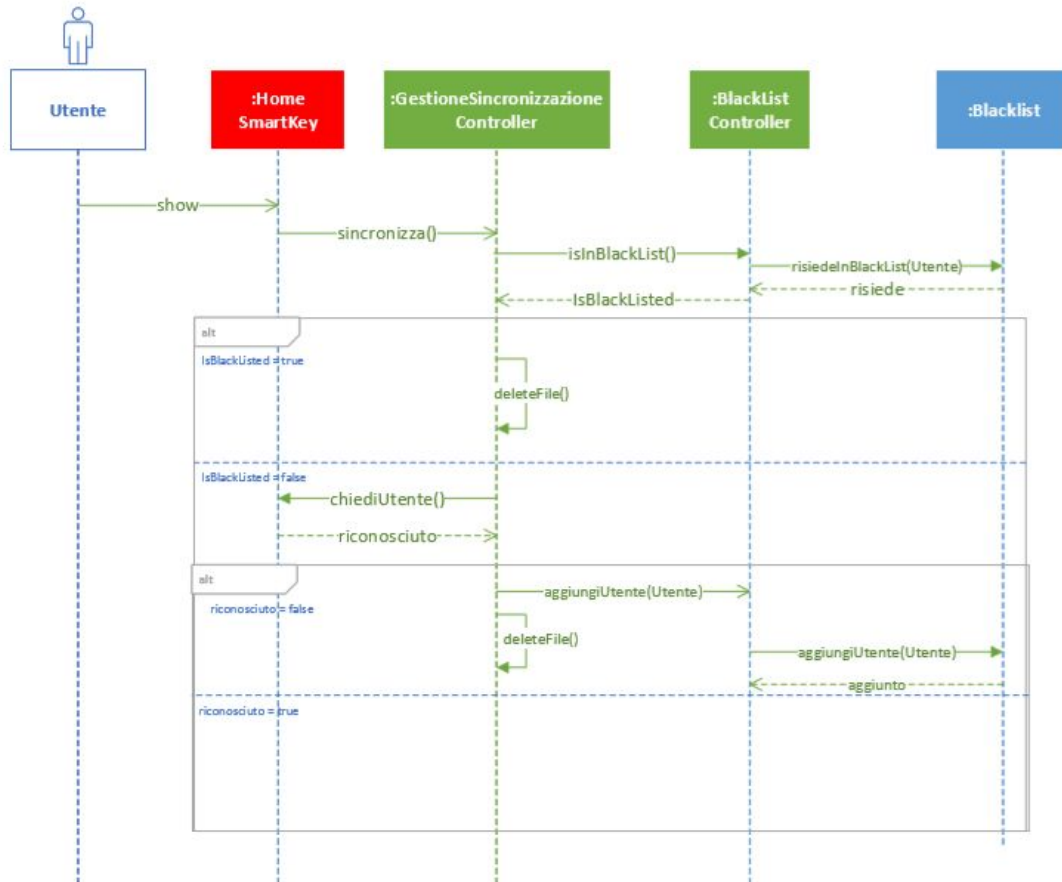 Utente
:Home
SmartKey
:GestioneSincronizzazione
Controller
:BlackList
Controller
:Blacklist
show
sincronizza()
isInBlackList()
risiedeInBlackList(Utente)
risiede
IsBlackListed
alt
IsBlackListed = true
deleteFile()
IsBlackListed = false
chiediUtente()
riconosciuto
alt
aggiungiUtente(Utente)
riconosciuto = false
deleteFile()
aggiungiUtente(Utente)
aggiunto
riconosciuto = true